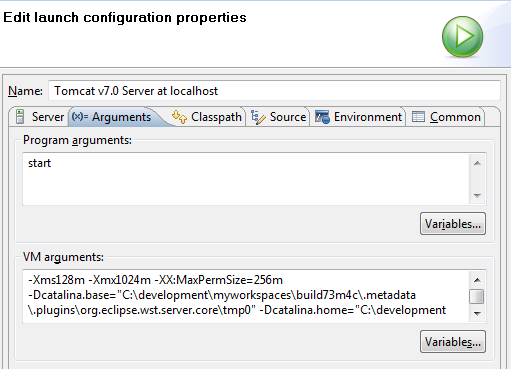 Edit launch configuration properties
Name: Tomcat v7.0 Server at localhost
Server (x)= Arguments Classpath Source Environment Common
Program arguments:
start
Variables...
VM arguments:
-Xms128m -Xmx1024m -XX:MaxPermSize=256m
-Dcatalina.base="C:\development\myworkspaces\build73m4c\.metadata
\.plugins\org.eclipse.wst.server.core\tmp0" -Dcatalina.home="C:\development
Variables...